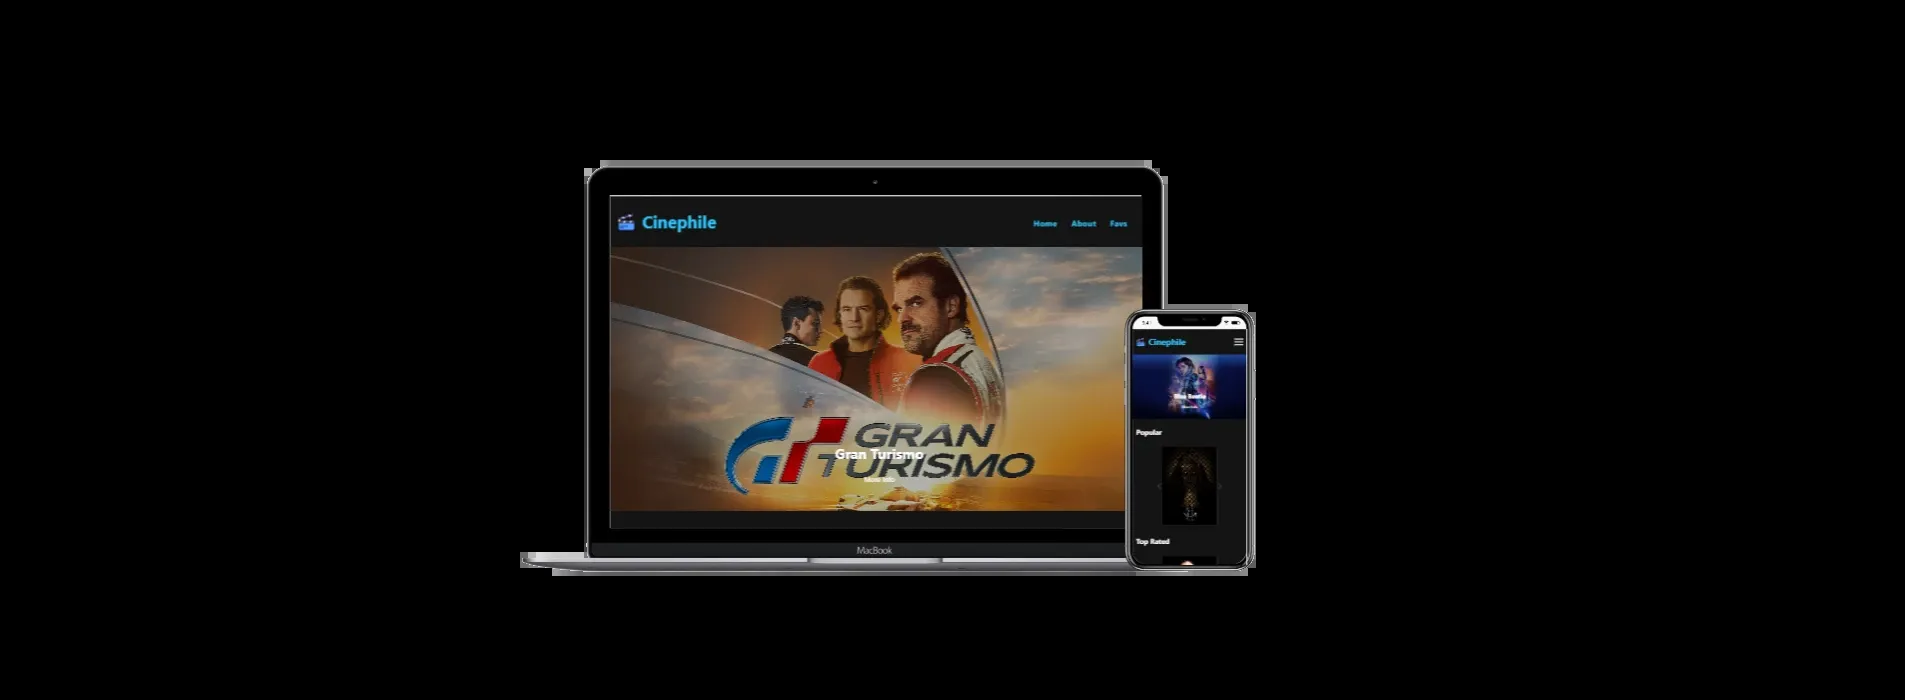 Cinephile
Home About Favs
GRAN
TURISMO
Gran Turismo
More Info
MacBook
Cinephile
Blue Beetle
Popular
Top Rated